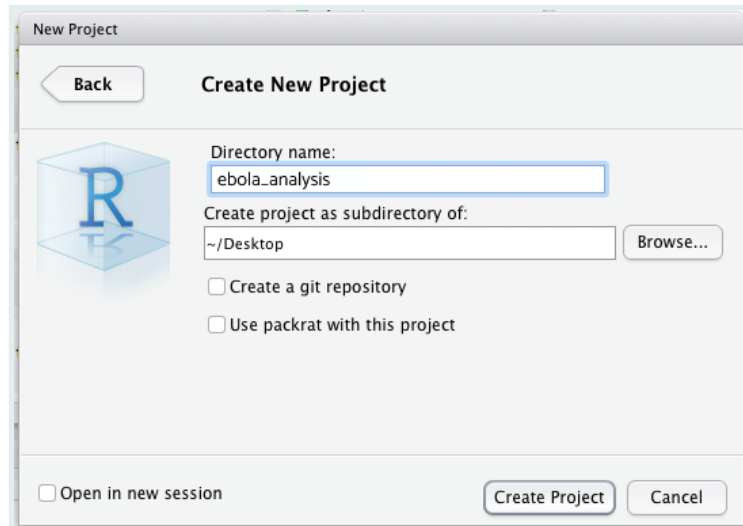 New Project
Back
Create New Project
R
Directory name:
ebola_analysis
Create project as subdirectory of:
~/Desktop
Browse...
Create a git repository
Use packrat with this project
Open in new session
Create Project
Cancel